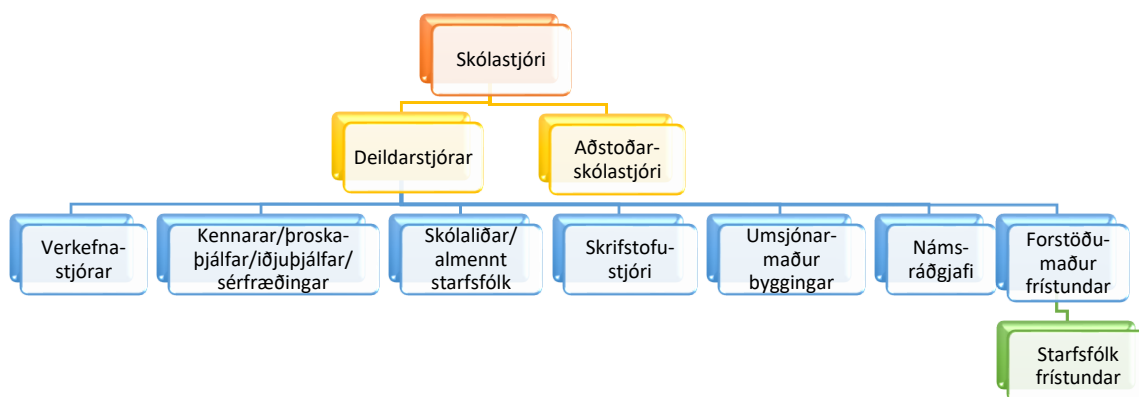 Skólastjóri
Deildarstjórar
Aðstoðar-
skólastjóri
Verkefna-
stjórar
Kennarar/þroska-
þjálfar/iðjuþjálfar/
sérfræðingar
Skólaliðar/
almennt
starfsfólk
Skrifstofu-
stjóri
Umsjónar-
maður
byggingar
Náms-
ráðgjafi
Forstöðu-
maður
frístundar
Starfsfólk
frístundar